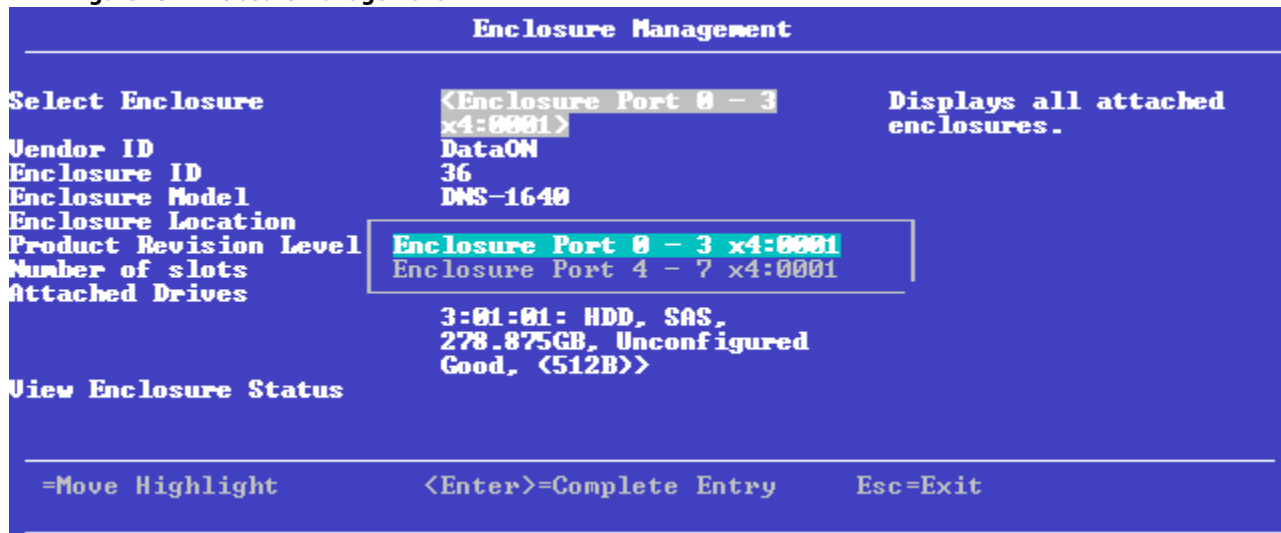 Enclosure Management
Select Enclosure <Enclosure Port 0 - 3 Displays all attached
x4:0001> enclosures.
Vendor ID DataON
Enclosure ID 36
Enclosure Model DNS-1640
Enclosure Location
Product Revision Level Enclosure Port 0 - 3 x4:0001
Number of slots Enclosure Port 4 - 7 x4:0001
Attached Drives
3:01:01: HDD, SAS,
278.875GB, Unconfigured
Good, (512B)>
View Enclosure Status
=Move Highlight <Enter>=Complete Entry Esc=Exit